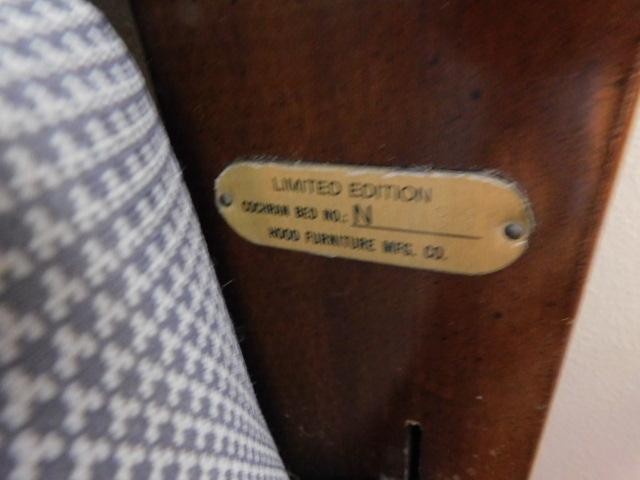 LIMITED EDITION
COCHRAN BED NO.: N
HOOD FURNITURE MFG. CO.